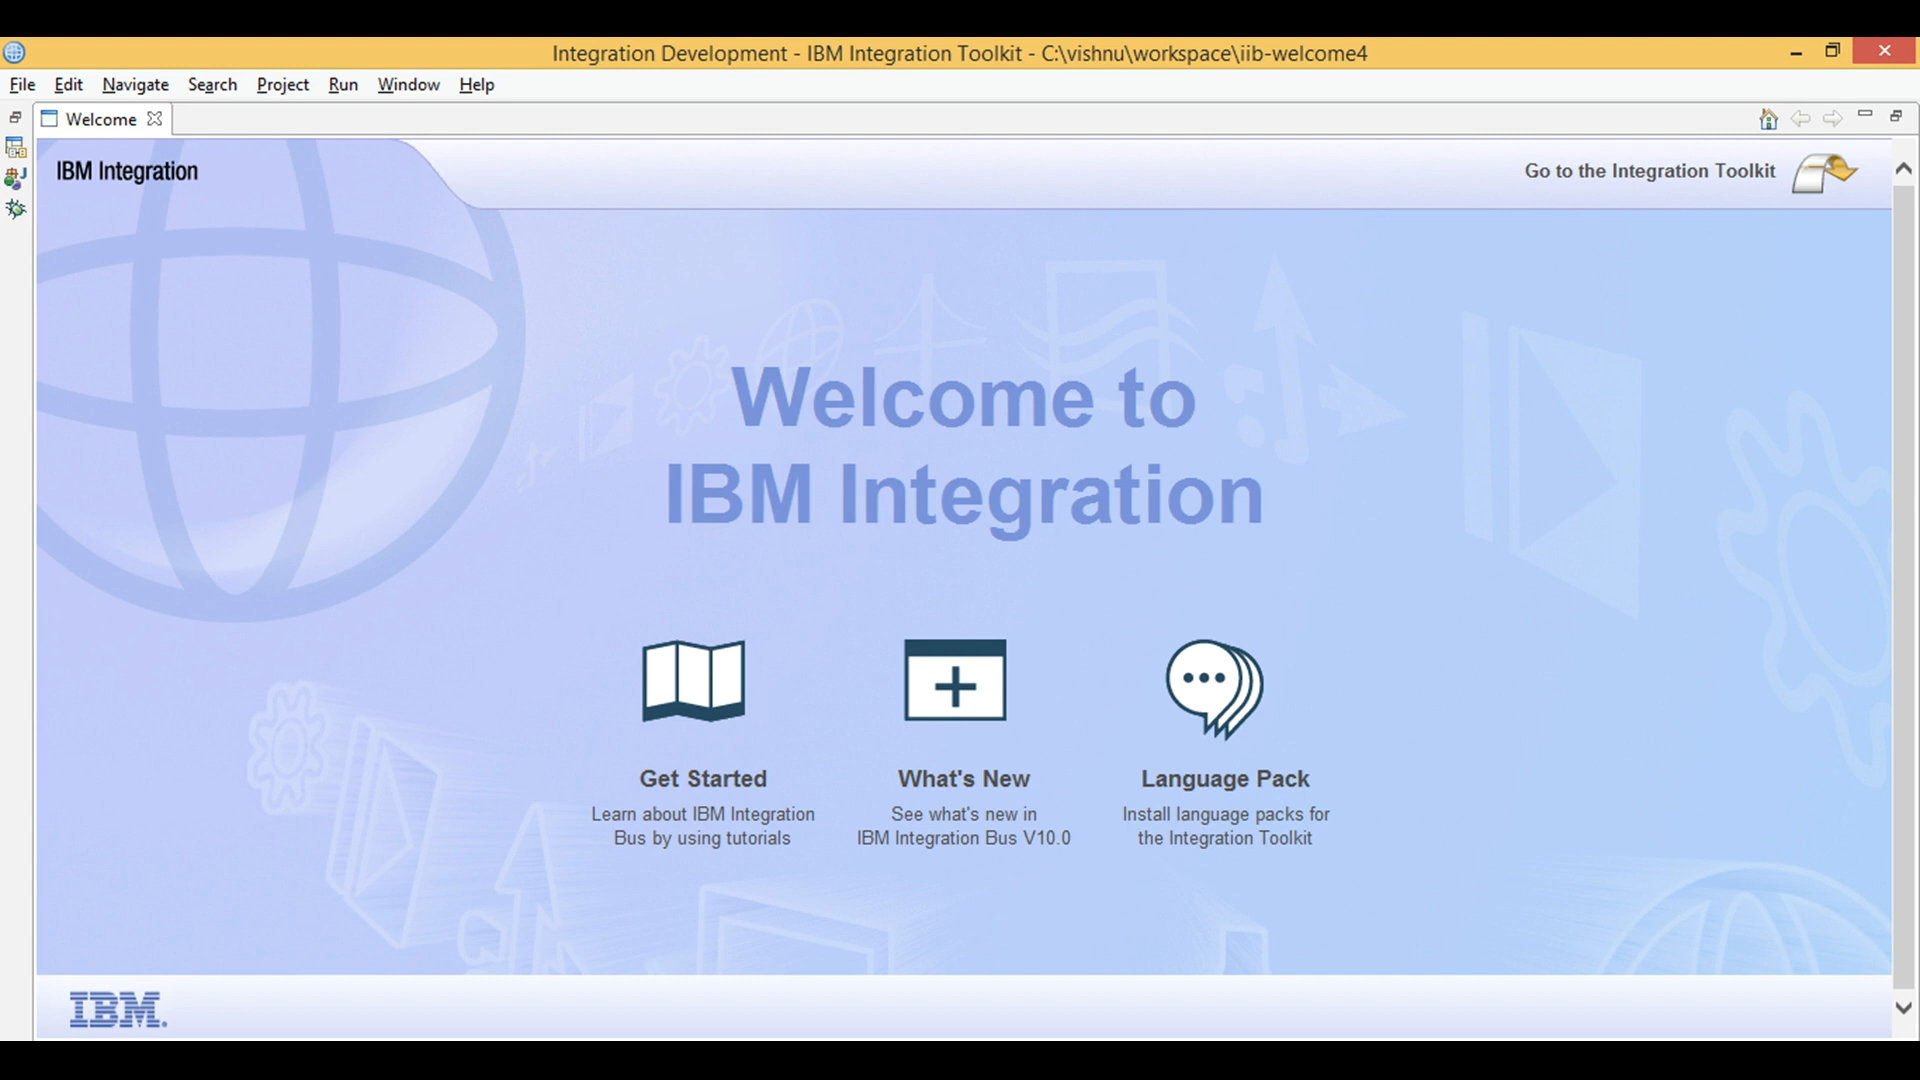 Integration Development - IBM Integration Toolkit - C:\vishnu\workspace\iib-welcome4
File Edit Navigate Search Project Run Window Help
Welcome
IBM Integration
Go to the Integration Toolkit
Welcome to
IBM Integration
Get Started
Learn about IBM Integration
Bus by using tutorials
What's New
See what's new in
IBM Integration Bus V10.0
Language Pack
Install language packs for
the Integration Toolkit
IBM.